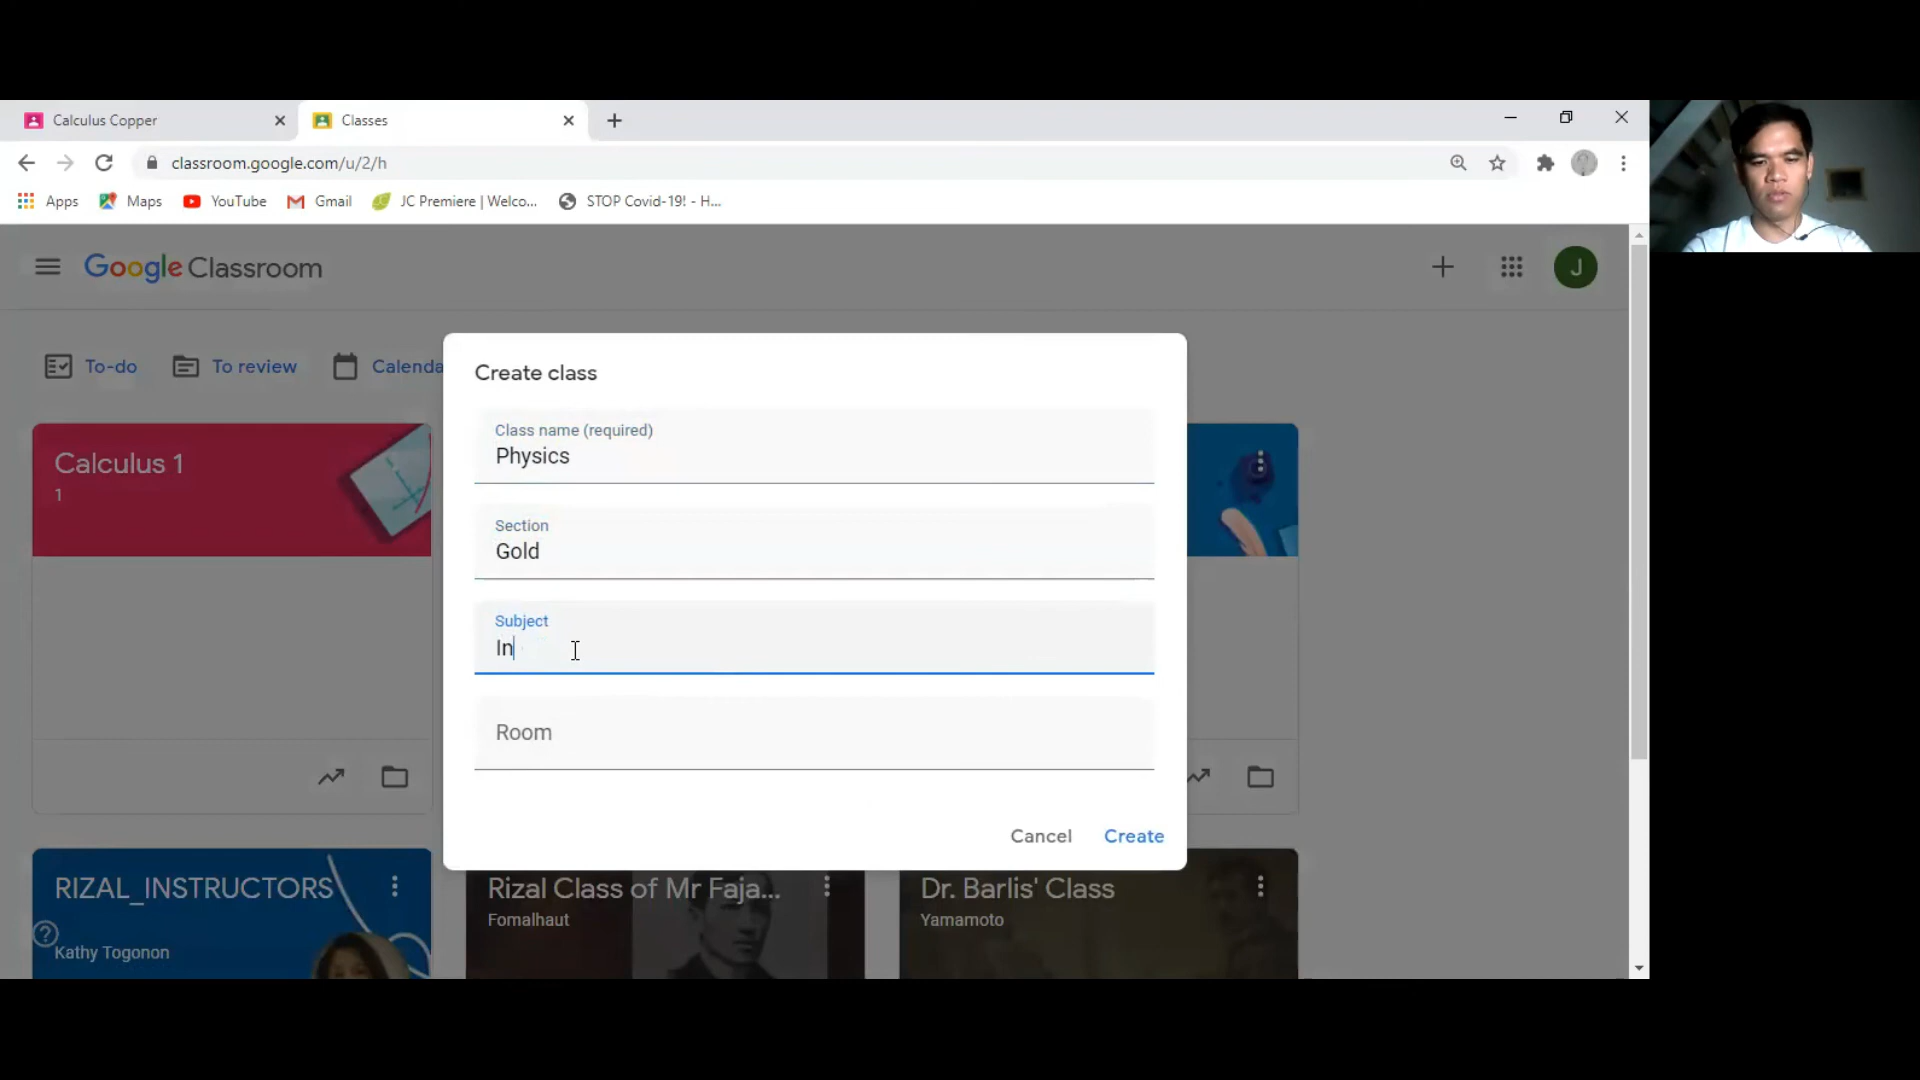 Calculus Copper
Classes
classroom.google.com/u/2/h
Apps
Maps
YouTube
Gmail
JC Premiere | Welco...
STOP Covid-19! - H...
Google Classroom
J
To-do
To review
Calenda
Create class
Class name (required)
Physics
Section
Gold
Subject
In
Room
Cancel
Create
Calculus 1
1
RIZAL_INSTRUCTORS
Kathy Togonon
Rizal Class of Mr Faja...
Fomalhaut
Dr. Barlis' Class
Yamamoto